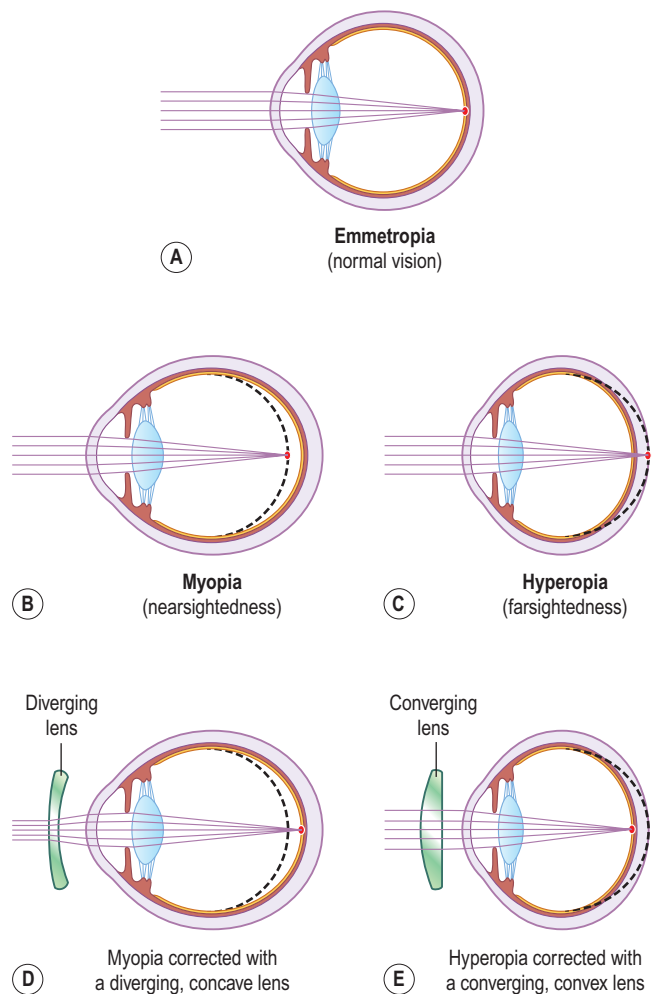 A
Emmetropia
(normal vision)
B
Myopia
(nearsightedness)
C
Hyperopia
(farsightedness)
Diverging
lens
Converging
lens
D
Myopia corrected with
a diverging, concave lens
E
Hyperopia corrected with
a converging, convex lens